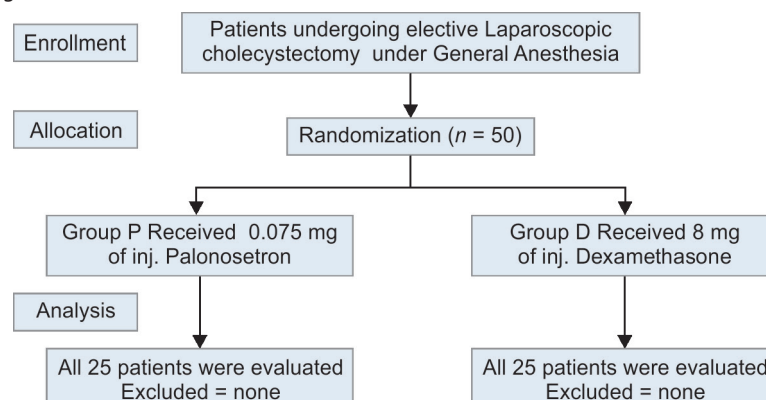 Enrollment
Patients undergoing elective Laparoscopic
cholecystectomy under General Anesthesia
Allocation
Randomization (n = 50)
Group P Received 0.075 mg
of inj. Palonosetron
Group D Received 8 mg
of inj. Dexamethasone
Analysis
All 25 patients were evaluated
Excluded = none
All 25 patients were evaluated
Excluded = none